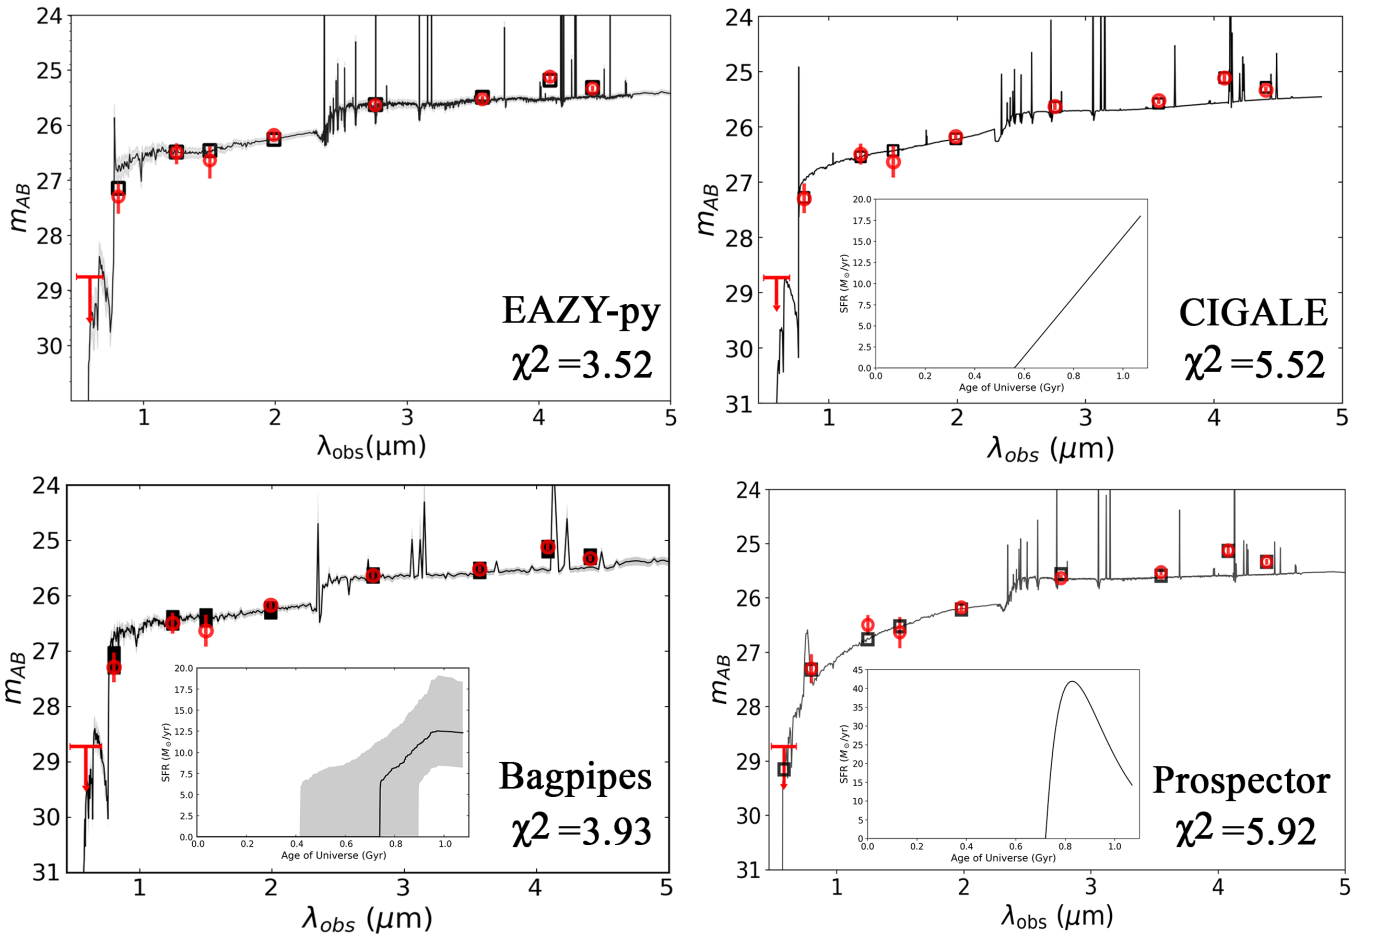 24
25
26
27
28
29
30
m_AB
1 2 3 4 5
λ_obs(μm)
EAZY-py
χ2 =3.52
24
25
26
27
28
29
30
31
m_AB
1 2 3 4 5
λ_obs (μm)
20.0
17.5
15.0
12.5
10.0
7.5
5.0
2.5
0.0
SFR (M_⊙/yr)
0.0 0.2 0.4 0.6 0.8 1.0
Age of Universe (Gyr)
CIGALE
χ2 =5.52
24
25
26
27
28
29
30
31
m_AB
1 2 3 4 5
λ_obs (μm)
20.0
17.5
15.0
12.5
10.0
7.5
5.0
2.5
0.0
SFR (M_⊙/yr)
0.0 0.2 0.4 0.6 0.8 1.0
Age of Universe (Gyr)
Bagpipes
χ2 =3.93
24
25
26
27
28
29
30
31
m_AB
1 2 3 4 5
λ_obs (μm)
45
40
35
30
25
20
15
10
5
0
SFR (M_⊙/yr)
0.0 0.2 0.4 0.6 0.8 1.0
Age of Universe (Gyr)
Prospector
χ2 =5.92